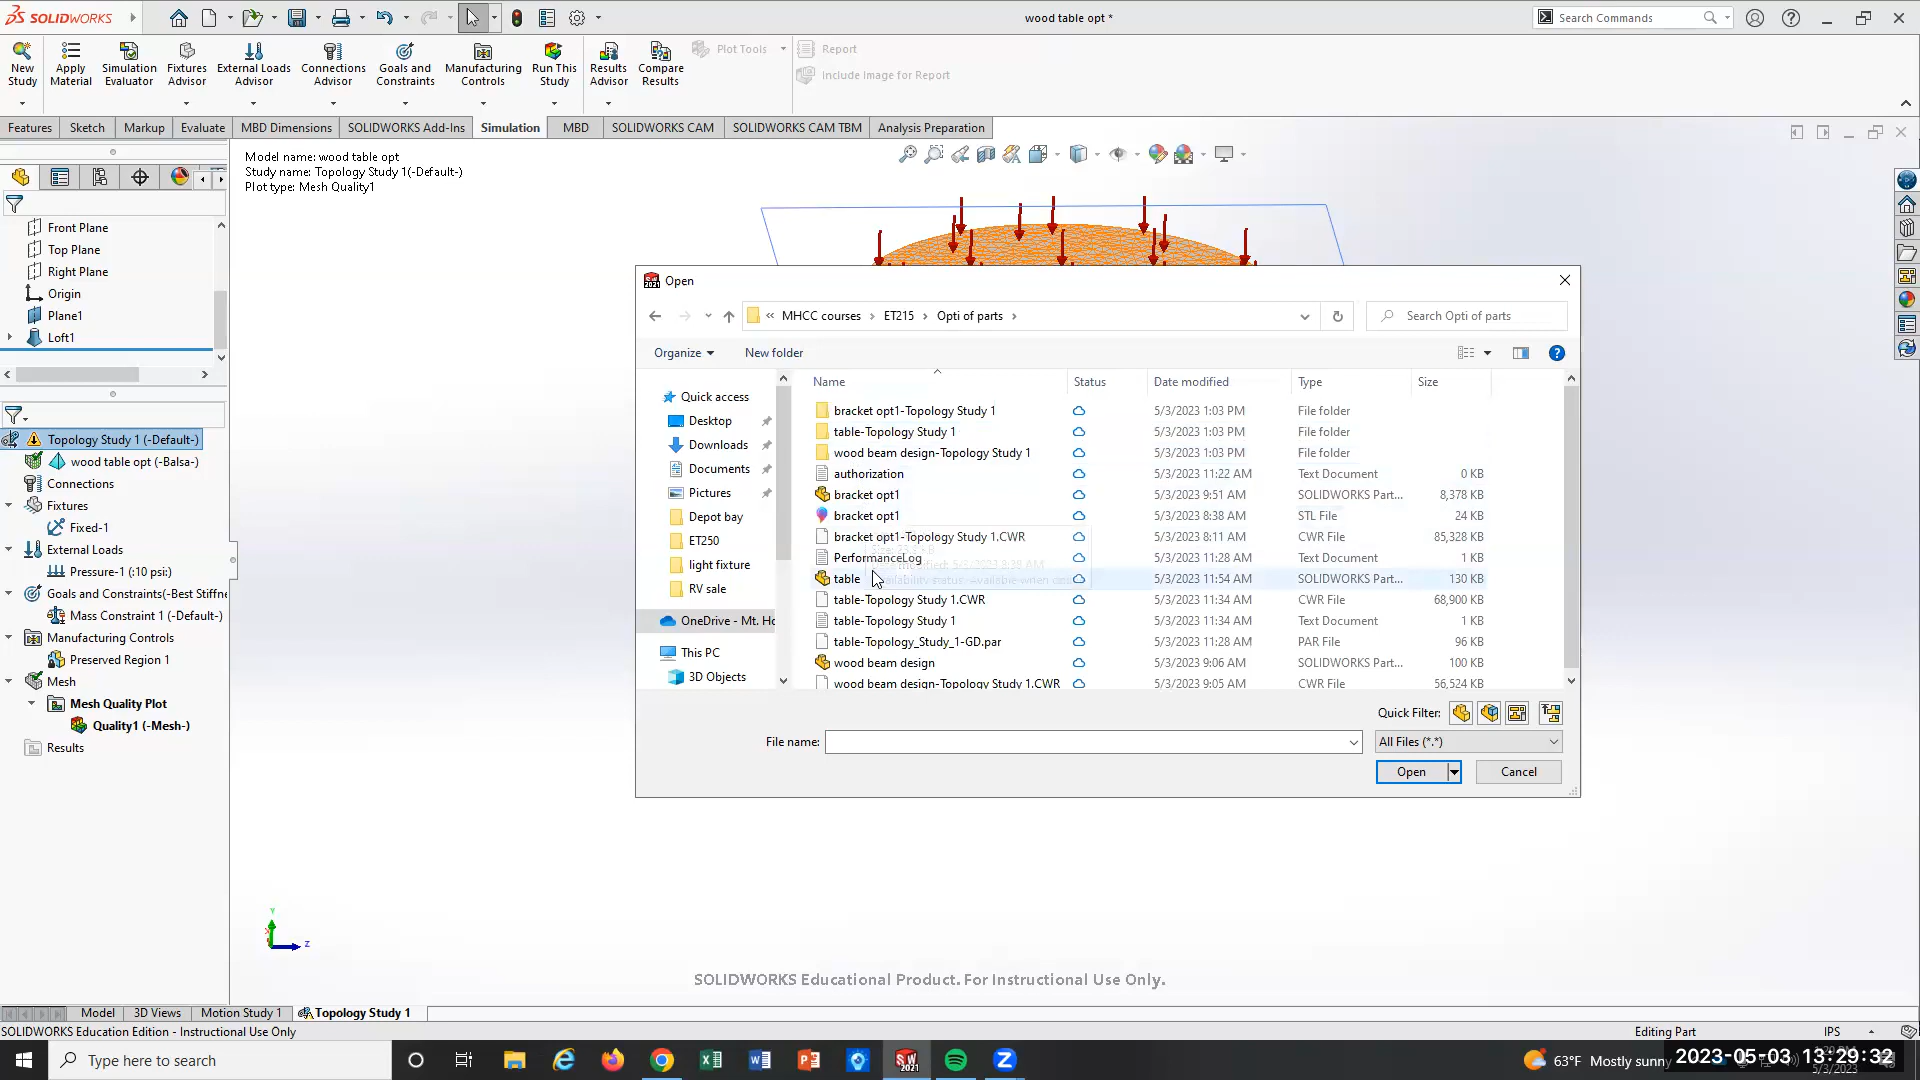 SOLIDWORKS
wood table opt *
Search Commands
New Study
Apply Material
Simulation Evaluator
Fixtures Advisor
External Loads Advisor
Connections Advisor
Goals and Constraints
Manufacturing Controls
Run This Study
Results Advisor
Compare Results
Plot Tools
Report
Include Image for Report
Features
Sketch
Markup
Evaluate
MBD Dimensions
SOLIDWORKS Add-Ins
Simulation
MBD
SOLIDWORKS CAM
SOLIDWORKS CAM TBM
Analysis Preparation
Model name: wood table opt
Study name: Topology Study 1(-Default-)
Plot type: Mesh Quality1
Front Plane
Top Plane
Right Plane
Origin
Plane1
Loft1
Topology Study 1 (-Default-)
wood table opt (-Balsa-)
Connections
Fixtures
Fixed-1
External Loads
Pressure-1 (:10 psi:)
Goals and Constraints(-Best Stiffne
Mass Constraint 1 (-Default-)
Manufacturing Controls
Preserved Region 1
Mesh
Mesh Quality Plot
Quality1 (-Mesh-)
Results
Open
« MHCC courses > ET215 > Opti of parts >
Search Opti of parts
Organize
New folder
Quick access
Desktop
Downloads
Documents
Pictures
Depot bay
ET250
light fixture
RV sale
OneDrive - Mt. Ho
This PC
3D Objects
Name Status Date modified Type Size
bracket opt1-Topology Study 1 5/3/2023 1:03 PM File folder
table-Topology Study 1 5/3/2023 1:03 PM File folder
wood beam design-Topology Study 1 5/3/2023 1:03 PM File folder
authorization 5/3/2023 11:22 AM Text Document 0 KB
bracket opt1 5/3/2023 9:51 AM SOLIDWORKS Part... 8,378 KB
bracket opt1 5/3/2023 8:38 AM STL File 24 KB
bracket opt1-Topology Study 1.CWR 5/3/2023 8:11 AM CWR File 85,328 KB
PerformanceLog 5/3/2023 11:28 AM Text Document 1 KB
table 5/3/2023 11:54 AM SOLIDWORKS Part... 130 KB
table-Topology Study 1.CWR 5/3/2023 11:34 AM CWR File 68,900 KB
table-Topology Study 1 5/3/2023 11:34 AM Text Document 1 KB
table-Topology_Study_1-GD.par 5/3/2023 11:28 AM PAR File 96 KB
wood beam design 5/3/2023 9:06 AM SOLIDWORKS Part... 100 KB
wood beam design-Topology Study 1.CWR 5/3/2023 9:05 AM CWR File 56,524 KB
Quick Filter:
File name:
All Files (*.*)
Open
Cancel
Y
Z
SOLIDWORKS Educational Product. For Instructional Use Only.
Model
3D Views
Motion Study 1
Topology Study 1
SOLIDWORKS Education Edition - Instructional Use Only
Editing Part
IPS
Type here to search
63°F Mostly sunny
2023-05-03 13:29:32
5/3/2023